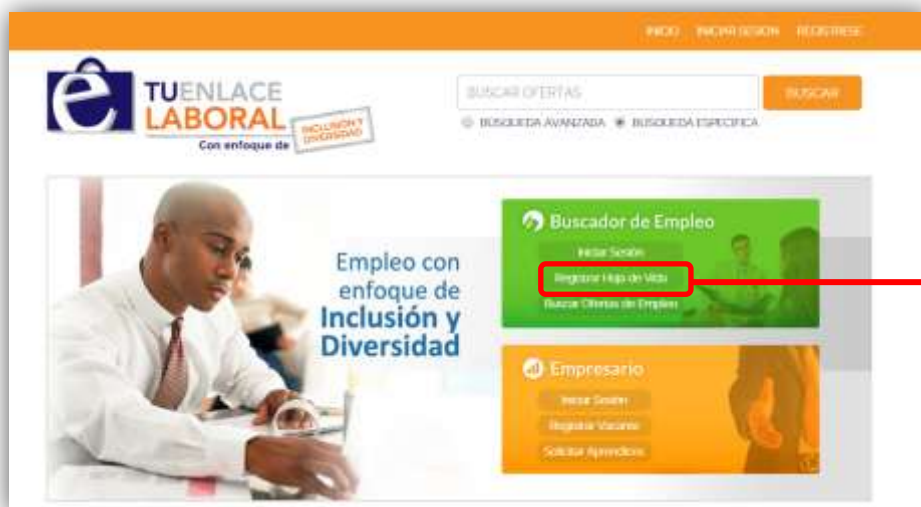 INICIO INICIAR SESION REGISTRESE
TUENLACE
LABORAL
Con enfoque de
INCLUSIÓN Y
DIVERSIDAD
BUSCAR OFERTAS
BUSCAR
BÚSQUEDA AVANZADA BÚSQUEDA ESPECIFICA
Empleo con
enfoque de
Inclusión y
Diversidad
Buscador de Empleo
Iniciar Sesión
Registrar Hoja de Vida
Buscar Ofertas de Empleo
Empresario
Iniciar Sesión
Registrar Vacante
Solicitar Aprendices